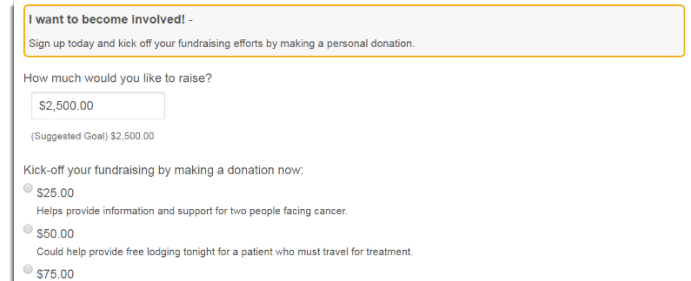 I want to become involved! -
Sign up today and kick off your fundraising efforts by making a personal donation.
How much would you like to raise?
$2,500.00
(Suggested Goal) $2,500.00
Kick-off your fundraising by making a donation now:
$25.00
Helps provide information and support for two people facing cancer.
$50.00
Could help provide free lodging tonight for a patient who must travel for treatment.
$75.00